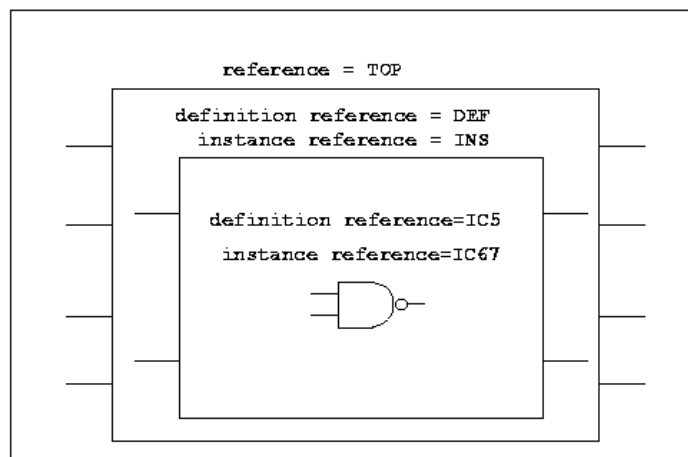 reference = TOP
definition reference = DEF
instance reference = INS
definition reference=IC5
instance reference=IC67